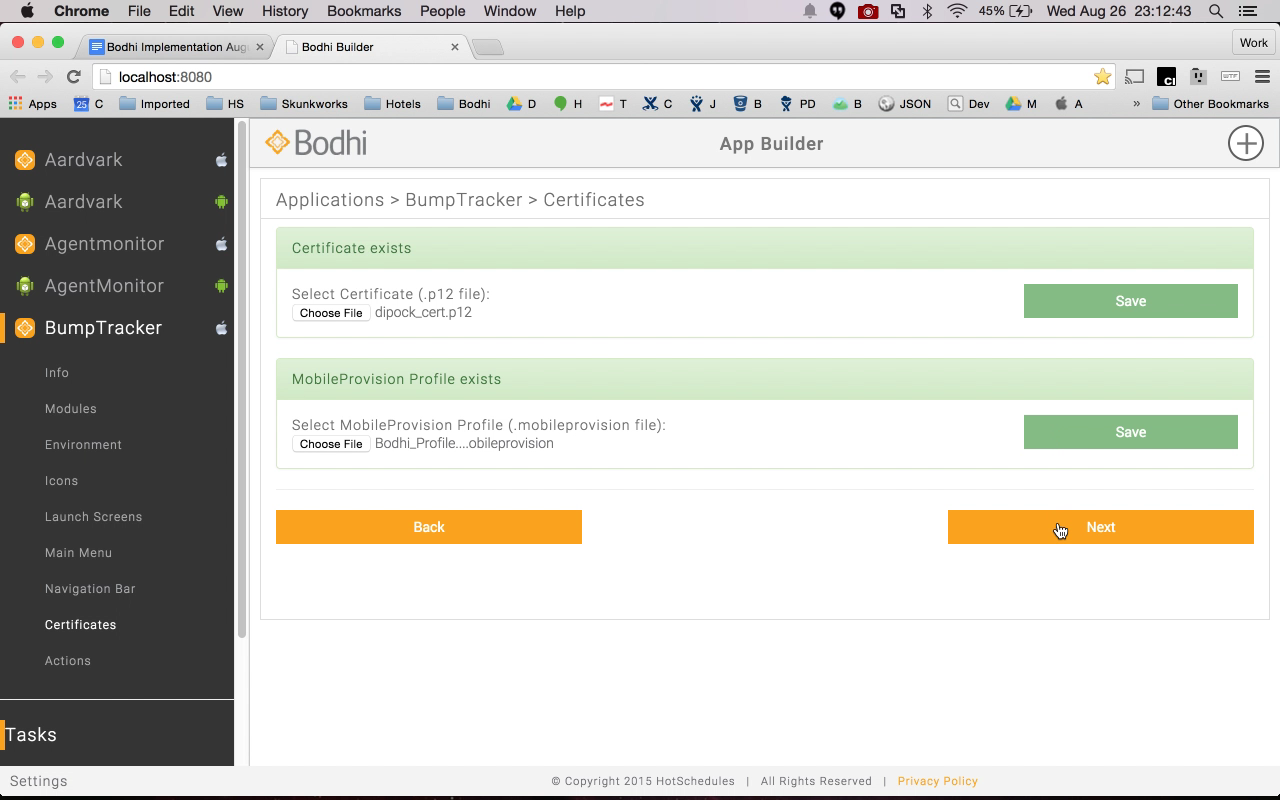 Chrome File Edit View History Bookmarks People Window Help 45% Wed Aug 26 23:12:43
Bodhi Implementation Aug
Bodhi Builder
Work
localhost:8080
Apps 25 C Imported HS Skunkworks Hotels Bodhi D H T C J B PD B JSON Dev M A » Other Bookmarks
Bodhi
App Builder
Aardvark
Aardvark
Agentmonitor
AgentMonitor
BumpTracker
Info
Modules
Environment
Icons
Launch Screens
Main Menu
Navigation Bar
Certificates
Actions
Tasks
Settings
Applications > BumpTracker > Certificates
Certificate exists
Select Certificate (.p12 file):
Choose File dipock_cert.p12
Save
MobileProvision Profile exists
Select MobileProvision Profile (.mobileprovision file):
Choose File Bodhi_Profile....obileprovision
Save
Back
Next
© Copyright 2015 HotSchedules | All Rights Reserved | Privacy Policy